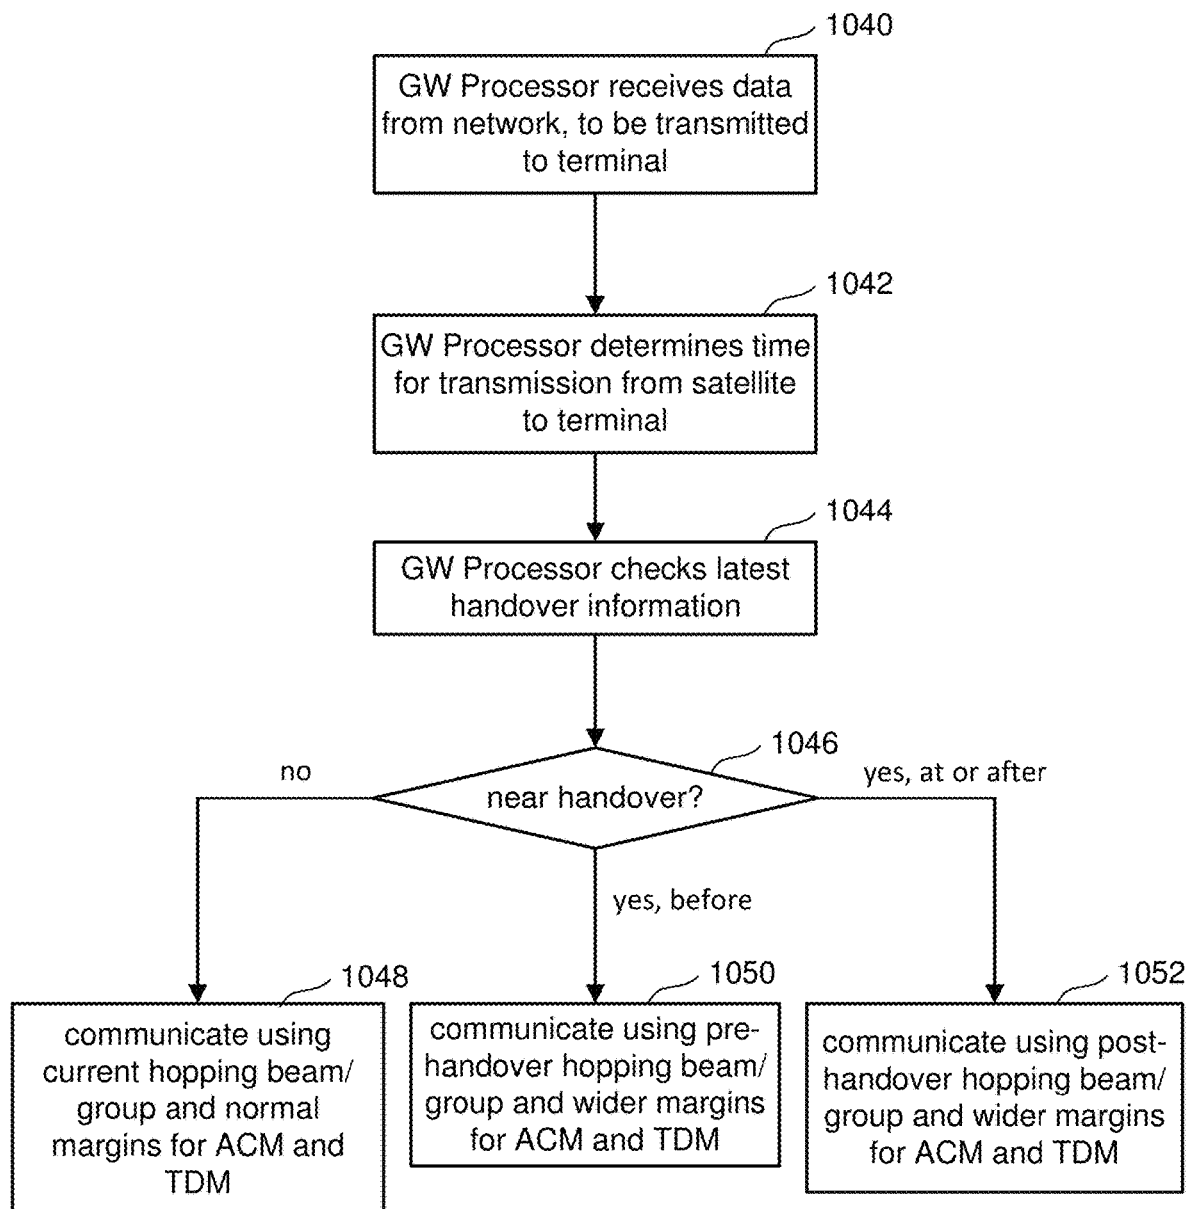 1040
GW Processor receives data
from network, to be transmitted
to terminal
1042
GW Processor determines time
for transmission from satellite
to terminal
1044
GW Processor checks latest
handover information
1046
no
near handover?
yes, at or after
yes, before
1048
communicate using
current hopping beam/
group and normal
margins for ACM and
TDM
1050
communicate using pre-
handover hopping beam/
group and wider margins
for ACM and TDM
1052
communicate using post-
handover hopping beam/
group and wider margins
for ACM and TDM